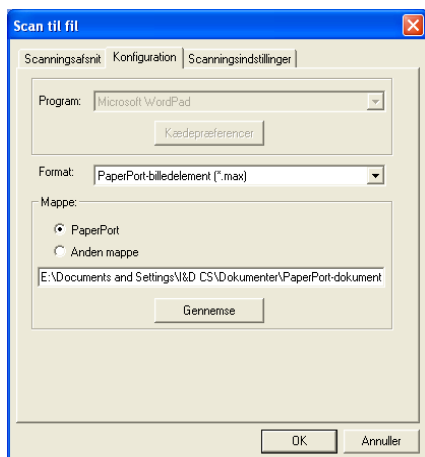 Scan til fil
Scanningsafsnit Konfiguration Scanningsindstillinger
Program: Microsoft WordPad
Kædepræferencer
Format: PaperPort-billedelement (*.max)
Mappe:
PaperPort
Anden mappe
E:\Documents and Settings\I&D CS\Dokumenter\PaperPort-dokument
Gennemse
OK Annuller